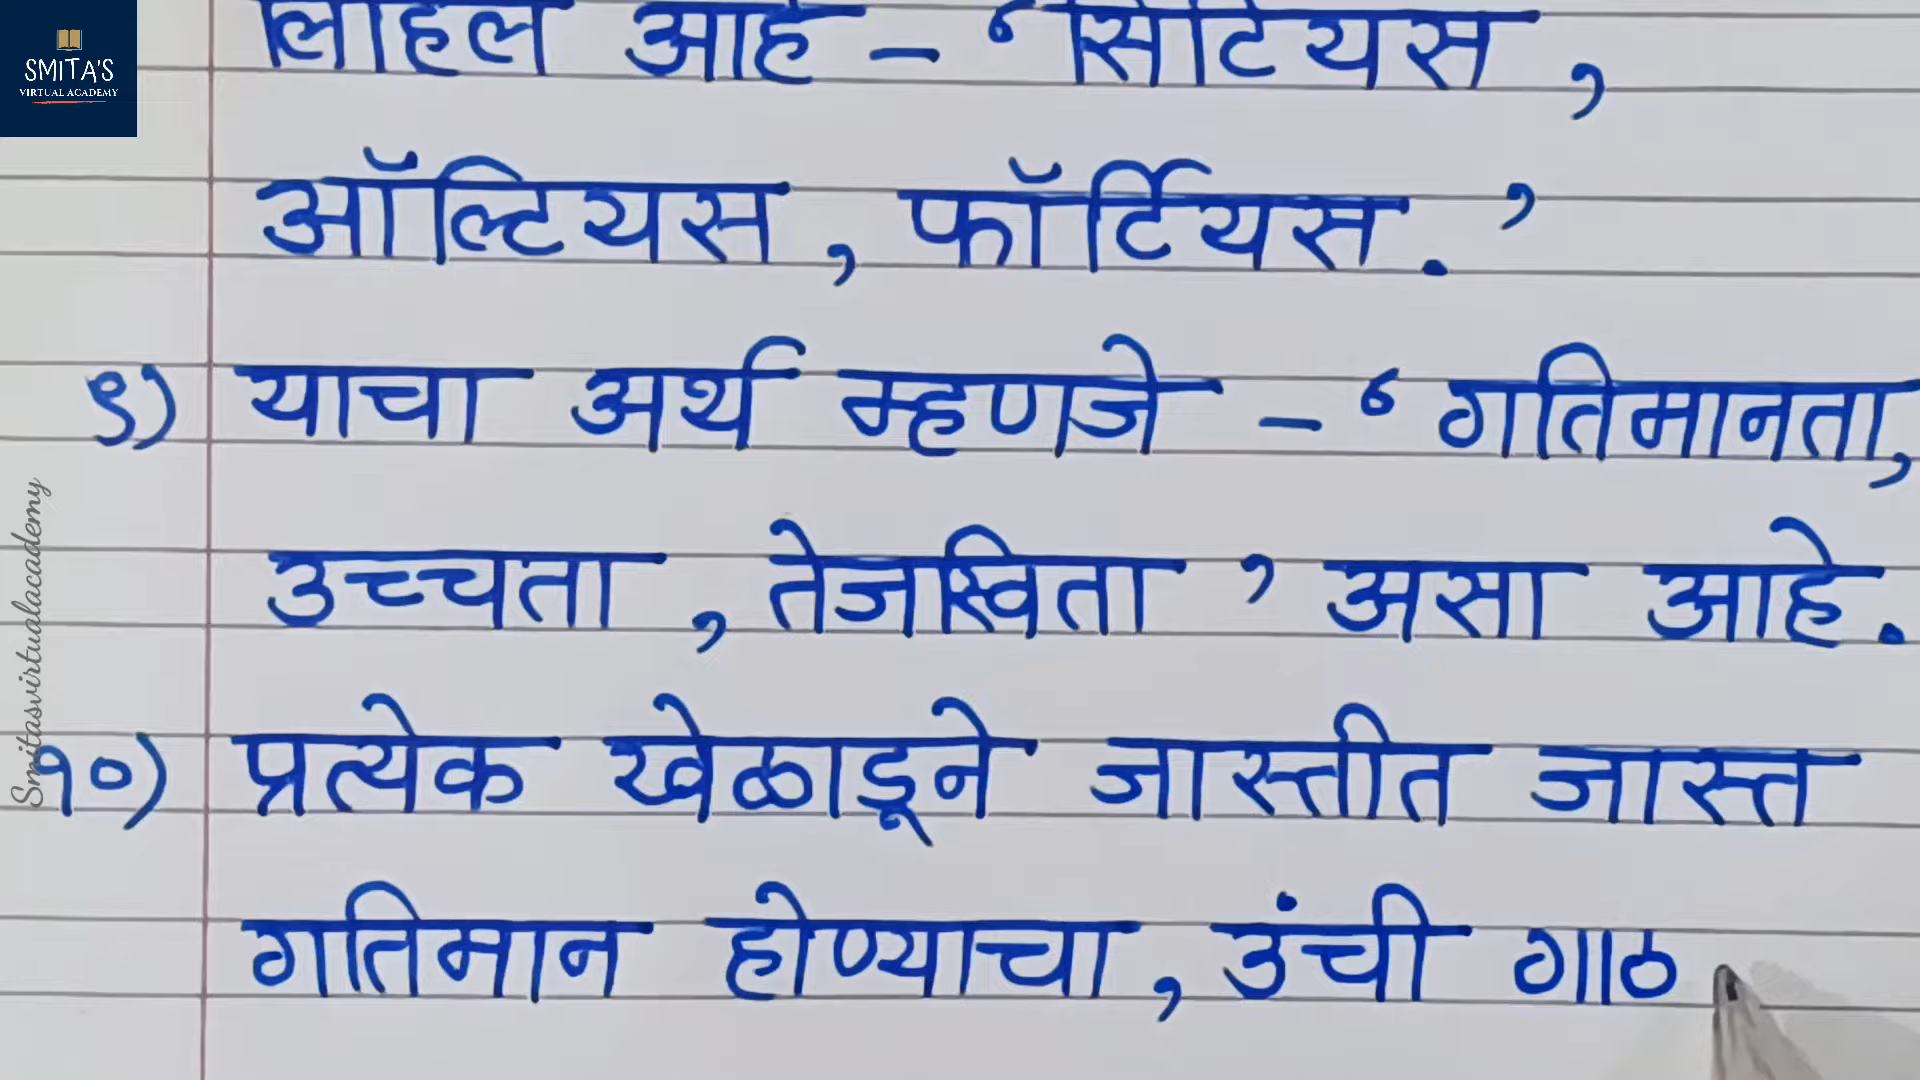 SMITA'S
VIRTUAL ACADEMY
लिहिले आहे - ‘सिटियस,
ऑल्टियस, फॉर्टियस.’
९) याचा अर्थ म्हणजे - ‘गतिमानता,
उच्चता, तेजस्विता’ असा आहे.
१०) प्रत्येक खेळाडूने जास्तीत जास्त
गतिमान होण्याचा, उंची गाठ
Smitasvirtualacademy